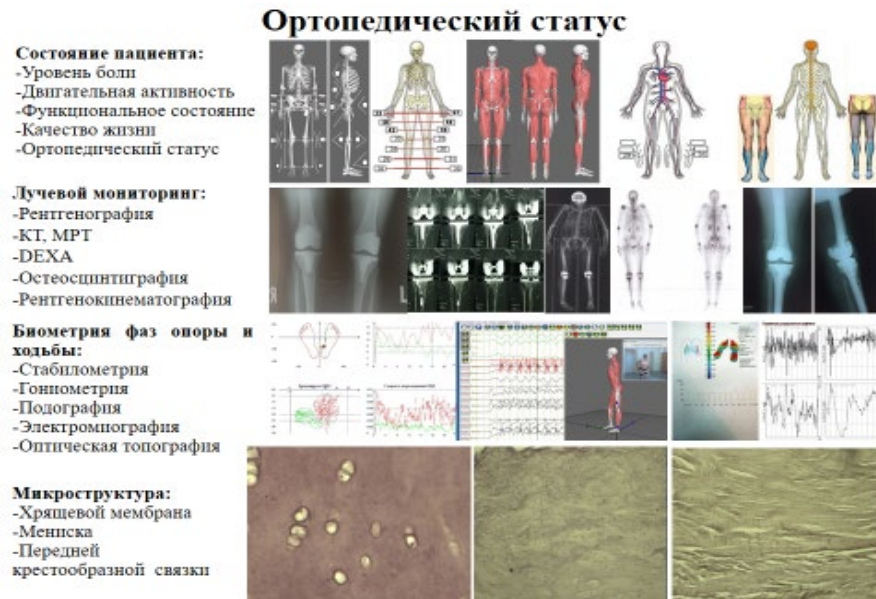 Ортопедический статус
Состояние пациента:
-Уровень боли
-Двигательная активность
-Функциональное состояние
-Качество жизни
-Ортопедический статус
Лучевой мониторинг:
-Рентгенография
-КТ, МРТ
-DEXA
-Остеосцинтиграфия
-Рентгенокинематография
Биометрия фаз опоры и
ходьбы:
-Стабилометрия
-Гониометрия
-Подография
-Электромиография
-Оптическая топография
Микроструктура:
-Хрящевой мембрана
-Мениска
-Передней
крестообразной связки